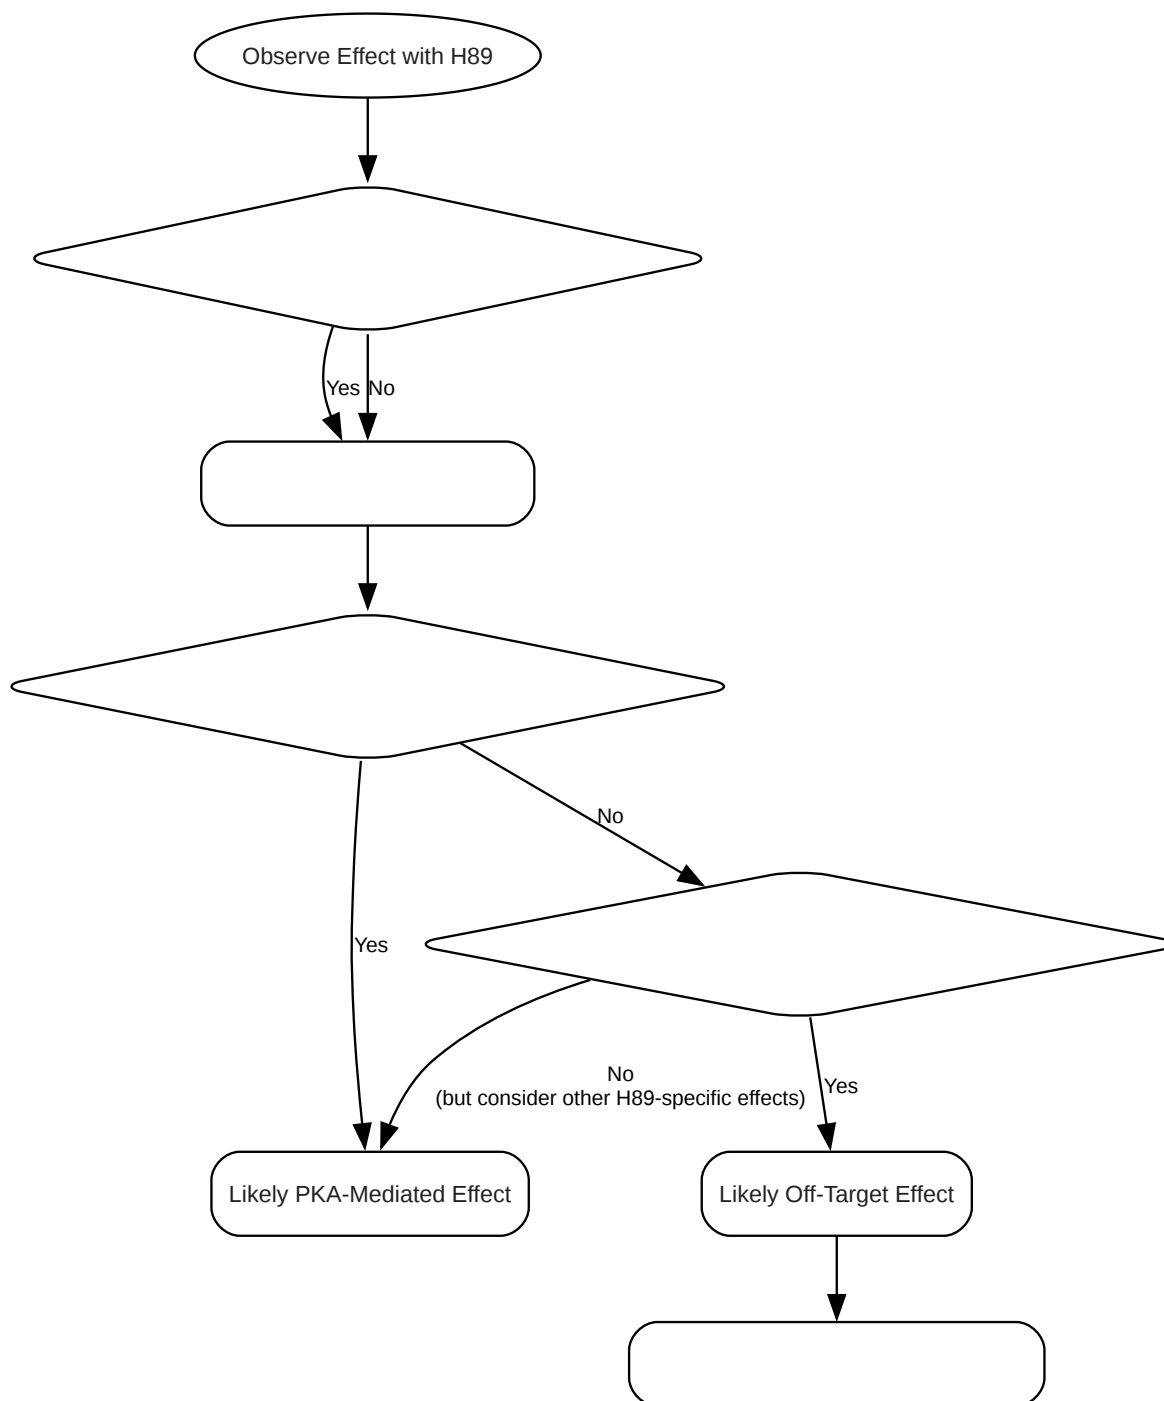 Observe Effect with H89
Yes
No
No
Yes
No
(but consider other H89-specific effects)
Yes
Likely PKA-Mediated Effect
Likely Off-Target Effect